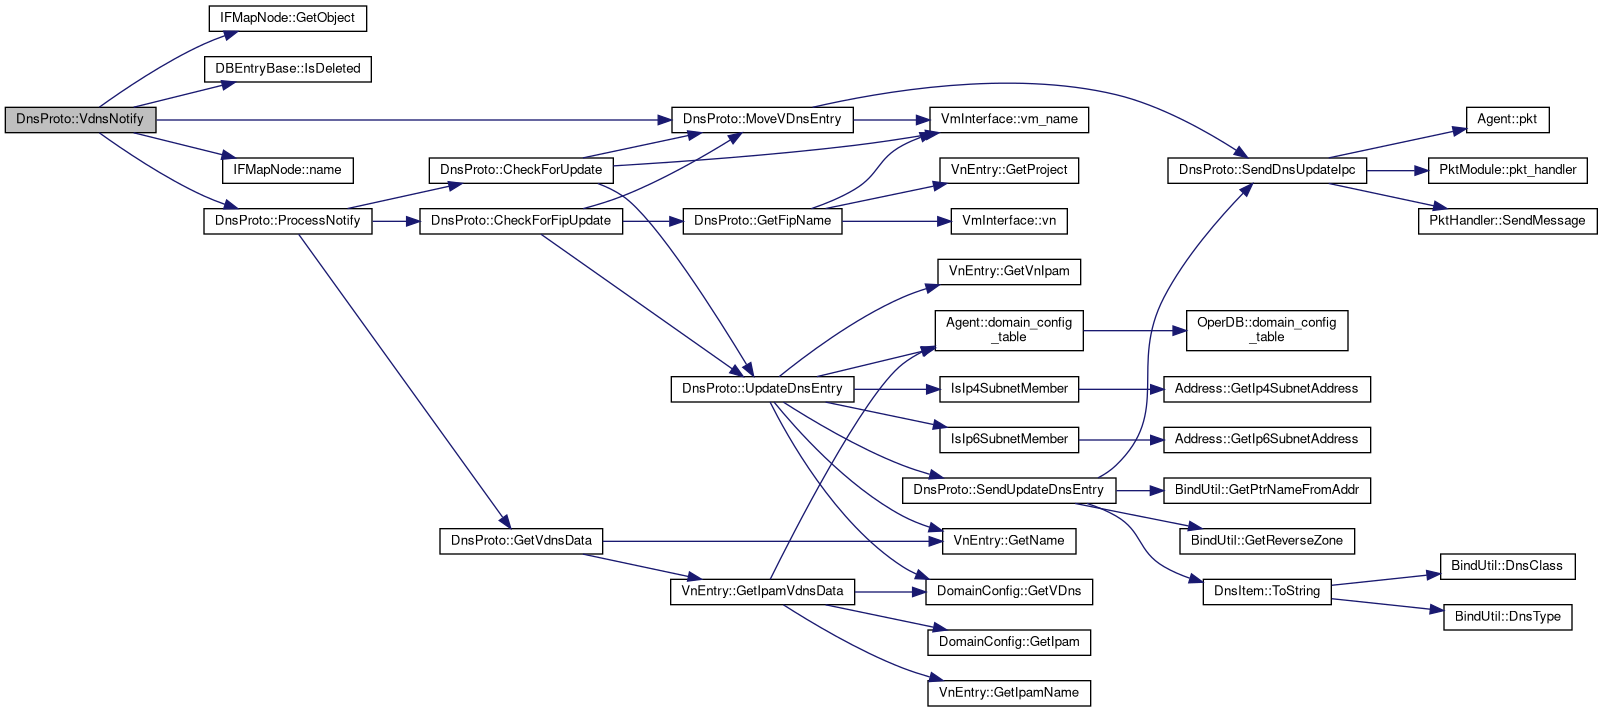 IFMapNode::GetObject
DBEntryBase::IsDeleted
DnsProto::VdnsNotify
DnsProto::MoveVDnsEntry
VmInterface::vm_name
Agent::pkt
IFMapNode::name
DnsProto::CheckForUpdate
VnEntry::GetProject
DnsProto::SendDnsUpdateIpc
PktModule::pkt_handler
DnsProto::ProcessNotify
DnsProto::CheckForFipUpdate
DnsProto::GetFipName
VmInterface::vn
PktHandler::SendMessage
VnEntry::GetVnIpam
Agent::domain_config
_table
OperDB::domain_config
_table
DnsProto::UpdateDnsEntry
IsIp4SubnetMember
Address::GetIp4SubnetAddress
IsIp6SubnetMember
Address::GetIp6SubnetAddress
DnsProto::SendUpdateDnsEntry
BindUtil::GetPtrNameFromAddr
DnsProto::GetVdnsData
VnEntry::GetName
BindUtil::GetReverseZone
BindUtil::DnsClass
VnEntry::GetIpamVdnsData
DomainConfig::GetVDns
DnsItem::ToString
BindUtil::DnsType
DomainConfig::GetIpam
VnEntry::GetIpamName